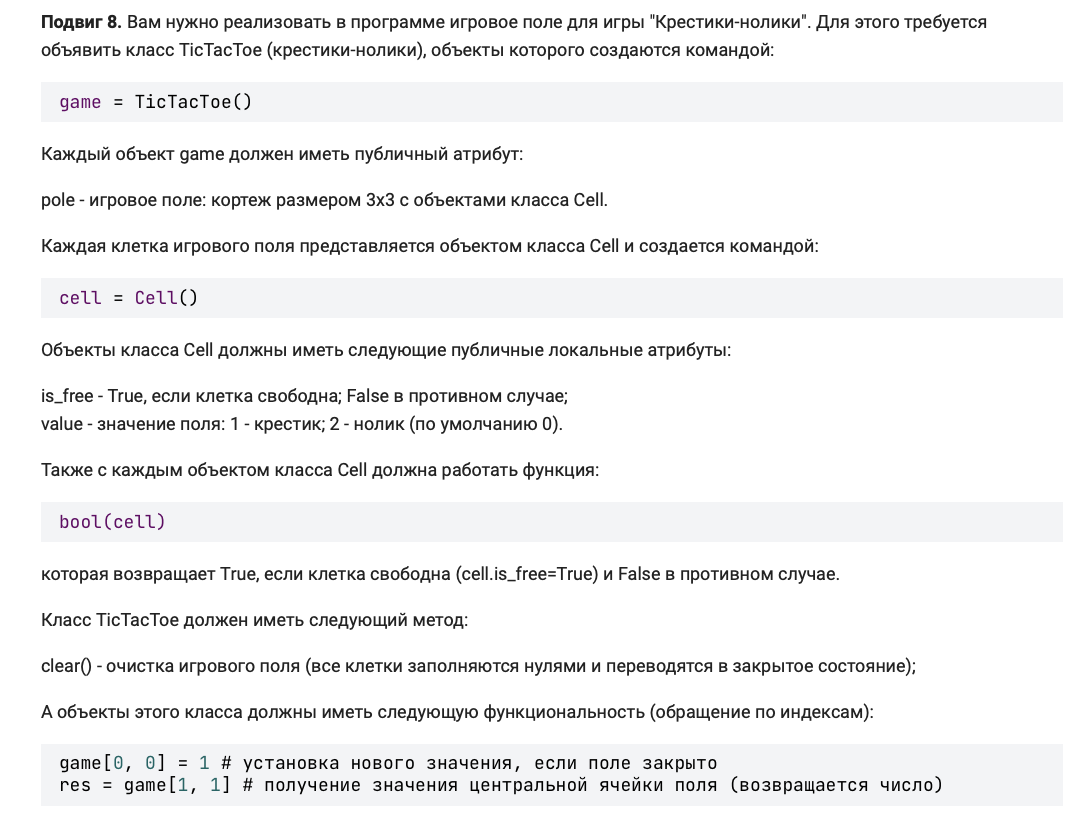 Подвиг 8. Вам нужно реализовать в программе игровое поле для игры "Крестики-нолики". Для этого требуется
объявить класс TicTacToe (крестики-нолики), объекты которого создаются командой:
game = TicTacToe()
Каждый объект game должен иметь публичный атрибут:
pole - игровое поле: кортеж размером 3x3 с объектами класса Cell.
Каждая клетка игрового поля представляется объектом класса Cell и создается командой:
cell = Cell()
Объекты класса Cell должны иметь следующие публичные локальные атрибуты:
is_free - True, если клетка свободна; False в противном случае;
value - значение поля: 1 - крестик; 2 - нолик (по умолчанию 0).
Также с каждым объектом класса Cell должна работать функция:
bool(cell)
которая возвращает True, если клетка свободна (cell.is_free=True) и False в противном случае.
Класс TicTacToe должен иметь следующий метод:
clear() - очистка игрового поля (все клетки заполняются нулями и переводятся в закрытое состояние);
А объекты этого класса должны иметь следующую функциональность (обращение по индексам):
game[0, 0] = 1 # установка нового значения, если поле закрыто
res = game[1, 1] # получение значения центральной ячейки поля (возвращается число)